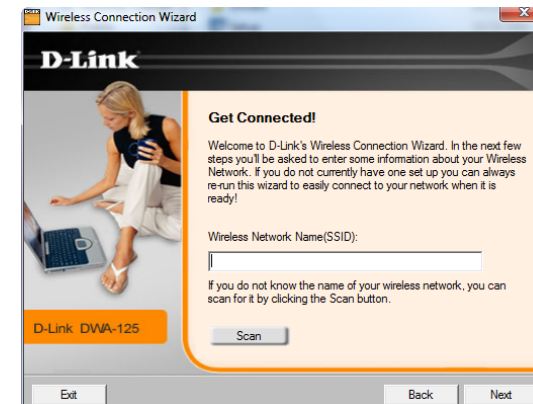 Wireless Connection Wizard
D-Link
Get Connected!
Welcome to D-Link's Wireless Connection Wizard. In the next few
steps you'll be asked to enter some information about your Wireless
Network. If you do not currently have one set up you can always
re-run this wizard to easily connect to your network when it is
ready!
Wireless Network Name(SSID):
If you do not know the name of your wireless network, you can
scan for it by clicking the Scan button.
D-Link DWA-125
Scan
Exit
Back
Next